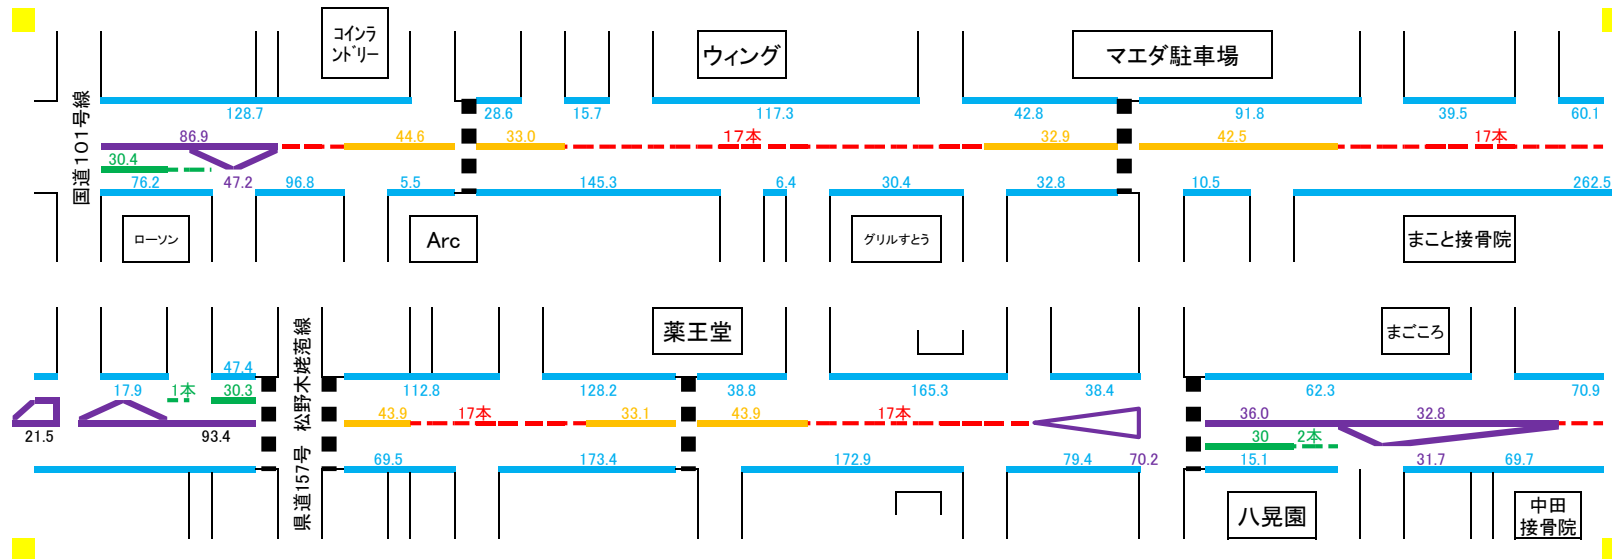 コインラ
ンドリー
ウィング
マエダ駐車場
国道101号線
128.7
28.6
15.7
117.3
42.8
91.8
39.5
60.1
86.9
44.6
33.0
17本
32.9
42.5
17本
30.4
76.2
47.2
96.8
5.5
145.3
6.4
30.4
32.8
10.5
262.5
ローソン
Arc
グリルすとう
まこと接骨院
薬王堂
まごころ
県道157号 松野木姥萢線
17.9
1本
47.4
30.3
112.8
128.2
38.8
165.3
38.4
62.3
70.9
21.5
93.4
43.9
17本
33.1
43.9
17本
36.0
32.8
30
2本
69.5
173.4
172.9
79.4
70.2
15.1
31.7
69.7
八晃園
中田
接骨院